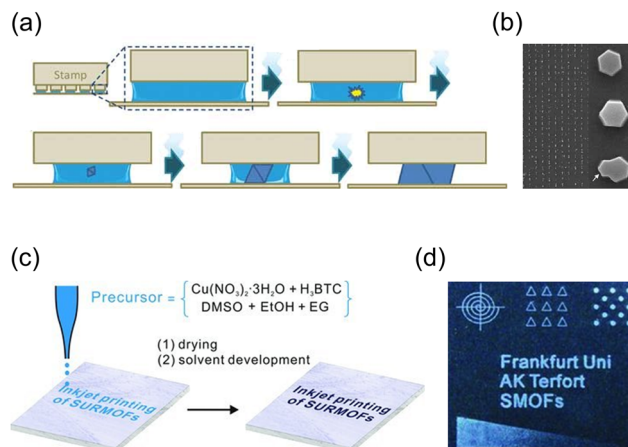 (a)
(b)
Stamp
(c)
(d)
Precursor = { Cu(NO₃)₂·3H₂O + H₃BTC
DMSO + EtOH + EG }
(1) drying
(2) solvent development
Inkjet printing
of SURMOFs
Inkjet printing
of SURMOFs
Frankfurt Uni
AK Terfort
SMOFs